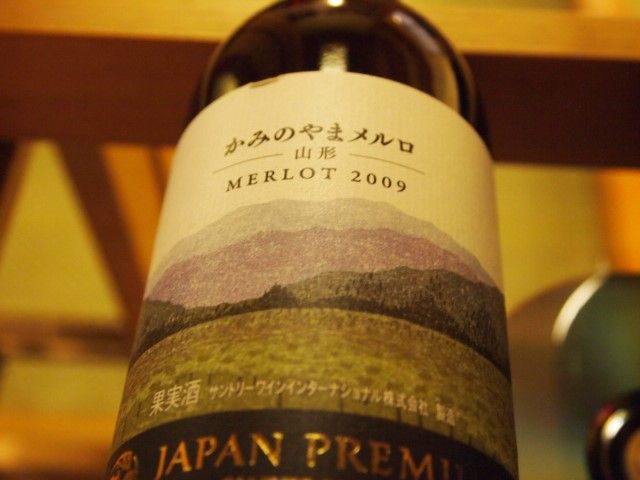 かみのやまメルロ
山形
MERLOT 2009
果実酒 サントリーワインインターナショナル株式会社 製造
JAPAN PREMIU